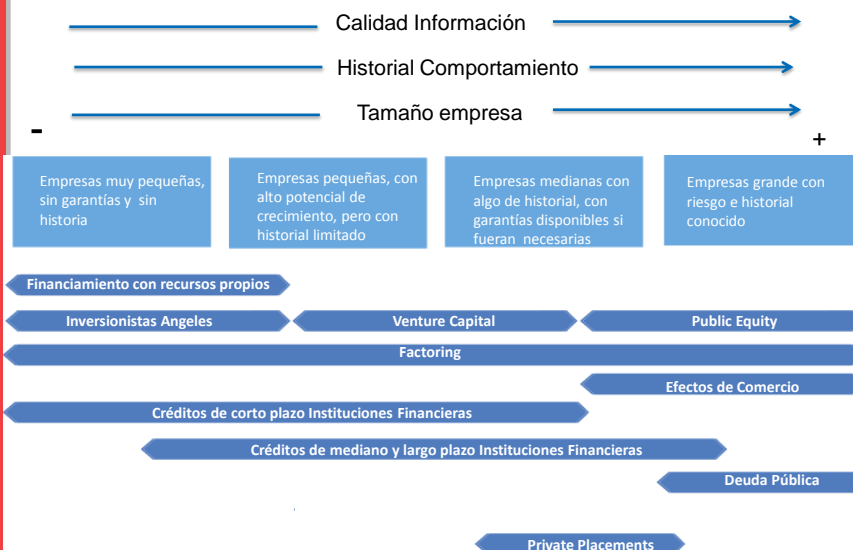 Calidad Información
Historial Comportamiento
Tamaño empresa
-
+
Empresas muy pequeñas,
sin garantías y sin
historia
Empresas pequeñas, con
alto potencial de
crecimiento, pero con
historial limitado
Empresas medianas con
algo de historial, con
garantías disponibles si
fueran necesarias
Empresas grande con
riesgo e historial
conocido
Financiamiento con recursos propios
Inversionistas Angeles
Venture Capital
Public Equity
Factoring
Efectos de Comercio
Créditos de corto plazo Instituciones Financieras
Créditos de mediano y largo plazo Instituciones Financieras
Deuda Pública
Private Placements